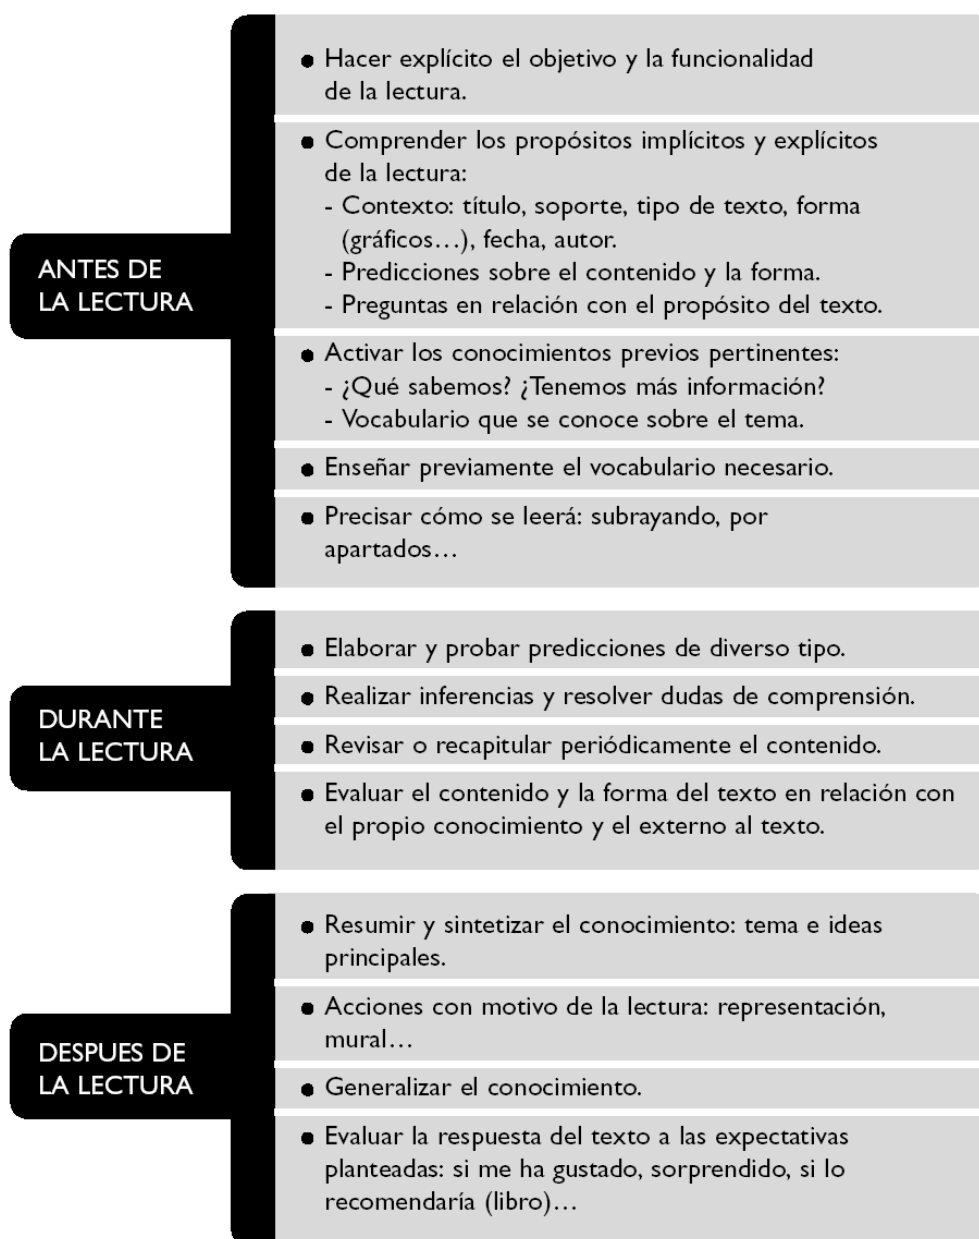 ANTES DE
LA LECTURA
● Hacer explícito el objetivo y la funcionalidad
de la lectura.
● Comprender los propósitos implícitos y explícitos
de la lectura:
- Contexto: título, soporte, tipo de texto, forma
(gráficos…), fecha, autor.
- Predicciones sobre el contenido y la forma.
- Preguntas en relación con el propósito del texto.
● Activar los conocimientos previos pertinentes:
- ¿Qué sabemos? ¿Tenemos más información?
- Vocabulario que se conoce sobre el tema.
● Enseñar previamente el vocabulario necesario.
● Precisar cómo se leerá: subrayando, por
apartados…
DURANTE
LA LECTURA
● Elaborar y probar predicciones de diverso tipo.
● Realizar inferencias y resolver dudas de comprensión.
● Revisar o recapitular periódicamente el contenido.
● Evaluar el contenido y la forma del texto en relación con
el propio conocimiento y el externo al texto.
DESPUES DE
LA LECTURA
● Resumir y sintetizar el conocimiento: tema e ideas
principales.
● Acciones con motivo de la lectura: representación,
mural…
● Generalizar el conocimiento.
● Evaluar la respuesta del texto a las expectativas
planteadas: si me ha gustado, sorprendido, si lo
recomendaría (libro)…